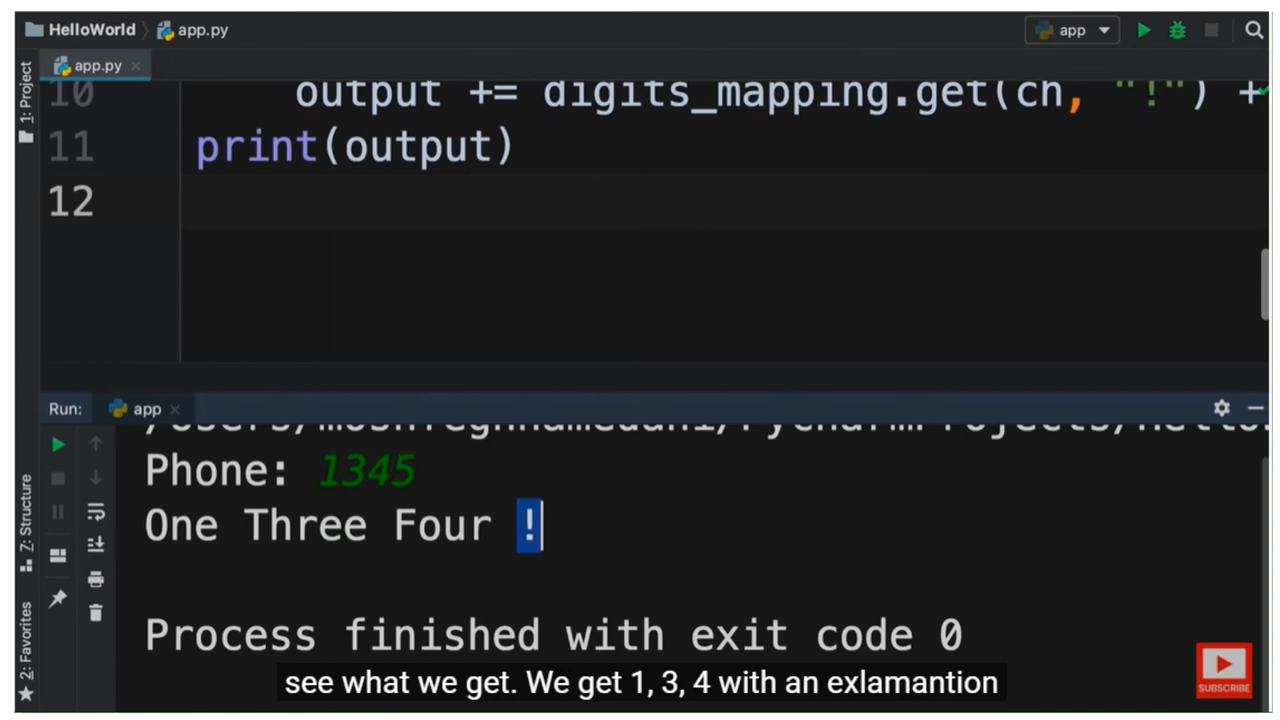 HelloWorld app.py app
app.py
1: Project
10 output += digits_mapping.get(ch, "!") +
11 print(output)
12
Run: app
Phone: 1345
One Three Four !
Process finished with exit code 0
Z: Structure
2: Favorites
see what we get. We get 1, 3, 4 with an exlamantion
SUBSCRIBE